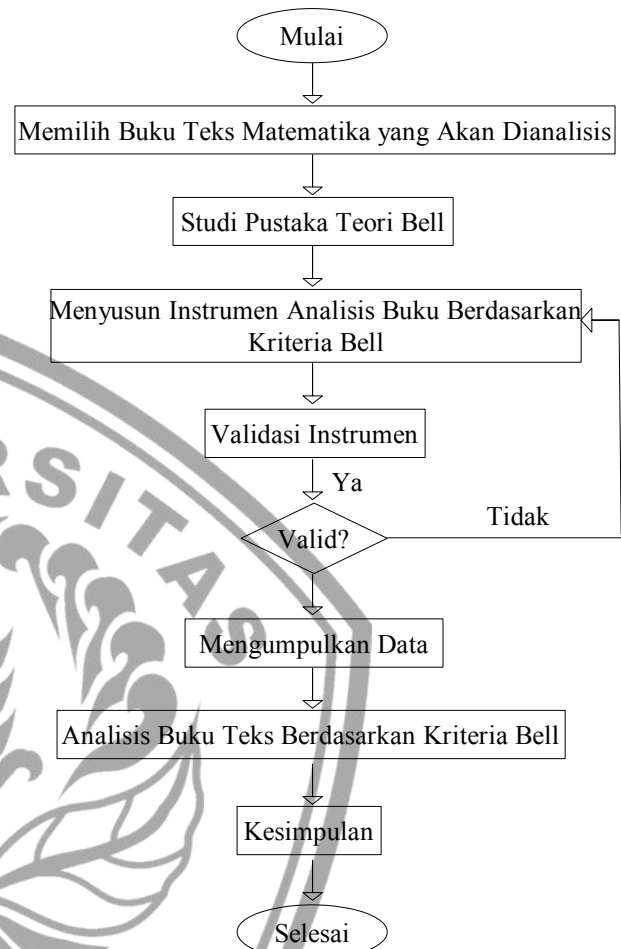 Mulai
Memilih Buku Teks Matematika yang Akan Dianalisis
Studi Pustaka Teori Bell
Menyusun Instrumen Analisis Buku Berdasarkan
Kriteria Bell
Validasi Instrumen
Ya
Valid?
Tidak
Mengumpulkan Data
Analisis Buku Teks Berdasarkan Kriteria Bell
Kesimpulan
Selesai
RSITAS